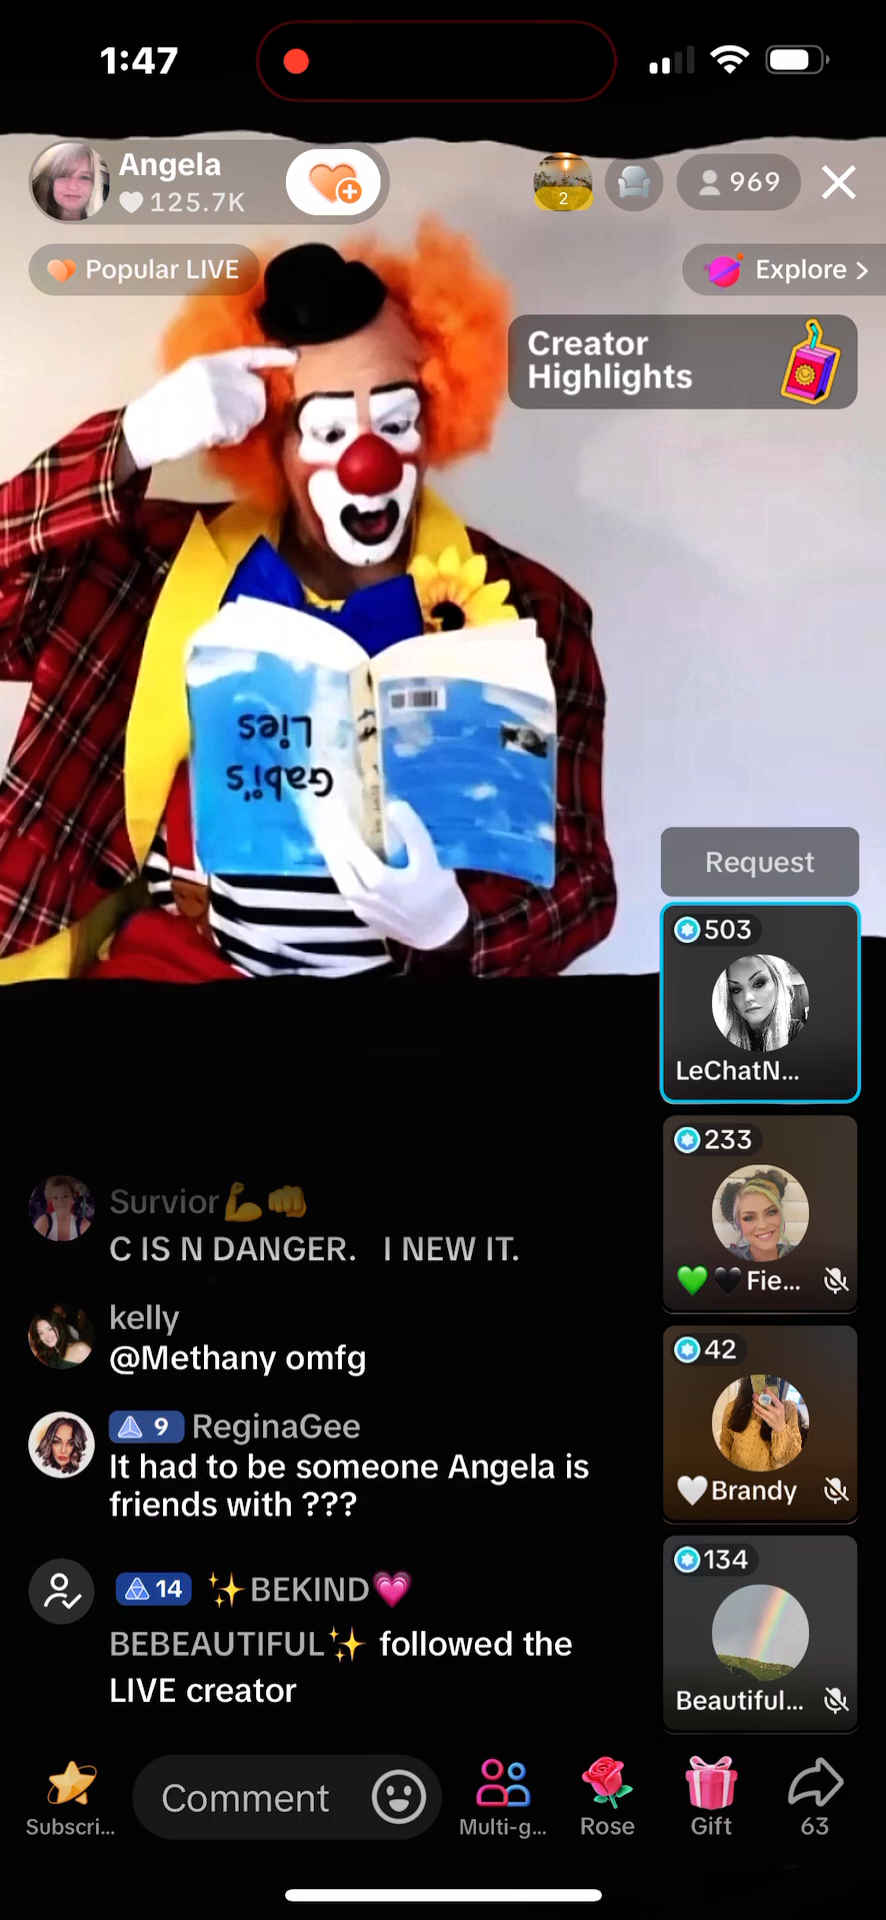 1:47
Angela
125.7K
2
969
Popular LIVE
Explore >
Creator
Highlights
Gabi's
Lies
Request
503
LeChatN...
233
💚🖤 Fie...
42
🤍Brandy
134
Beautiful...
Survior💪👊
C IS N DANGER. I NEW IT.
kelly
@Methany omfg
9 ReginaGee
It had to be someone Angela is
friends with ???
14 ✨BEKIND💗
BEBEAUTIFUL✨ followed the
LIVE creator
Subscri...
Comment
Multi-g...
Rose
Gift
63